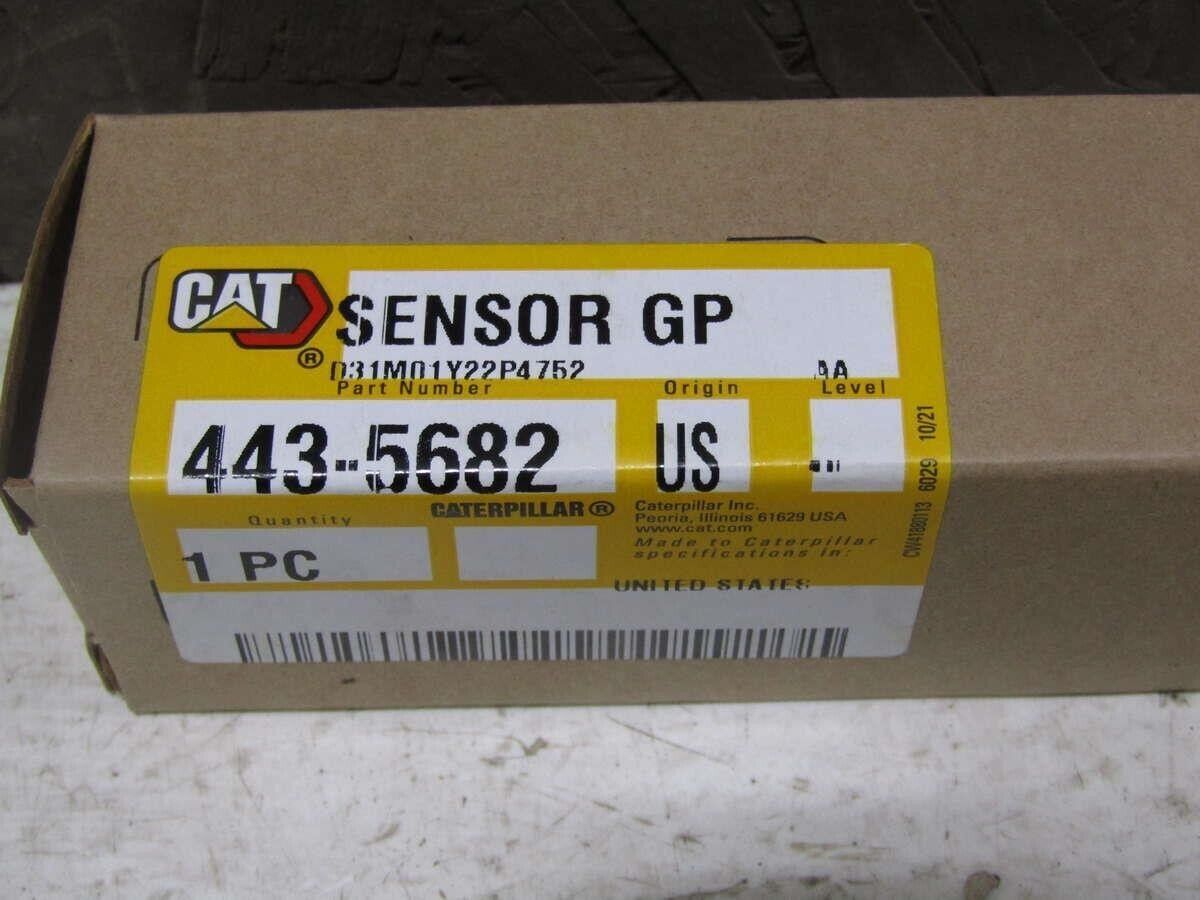 CAT
®
SENSOR GP
D31M01Y22P4752 AA
Part Number Origin Level
443-5682 US --
CATERPILLAR®
Caterpillar Inc.
Peoria, Illinois 61629 USA
www.cat.com
Made to Caterpillar
specifications in:
Quantity
1 PC
UNITED STATES
CW41880113 6029 10/21